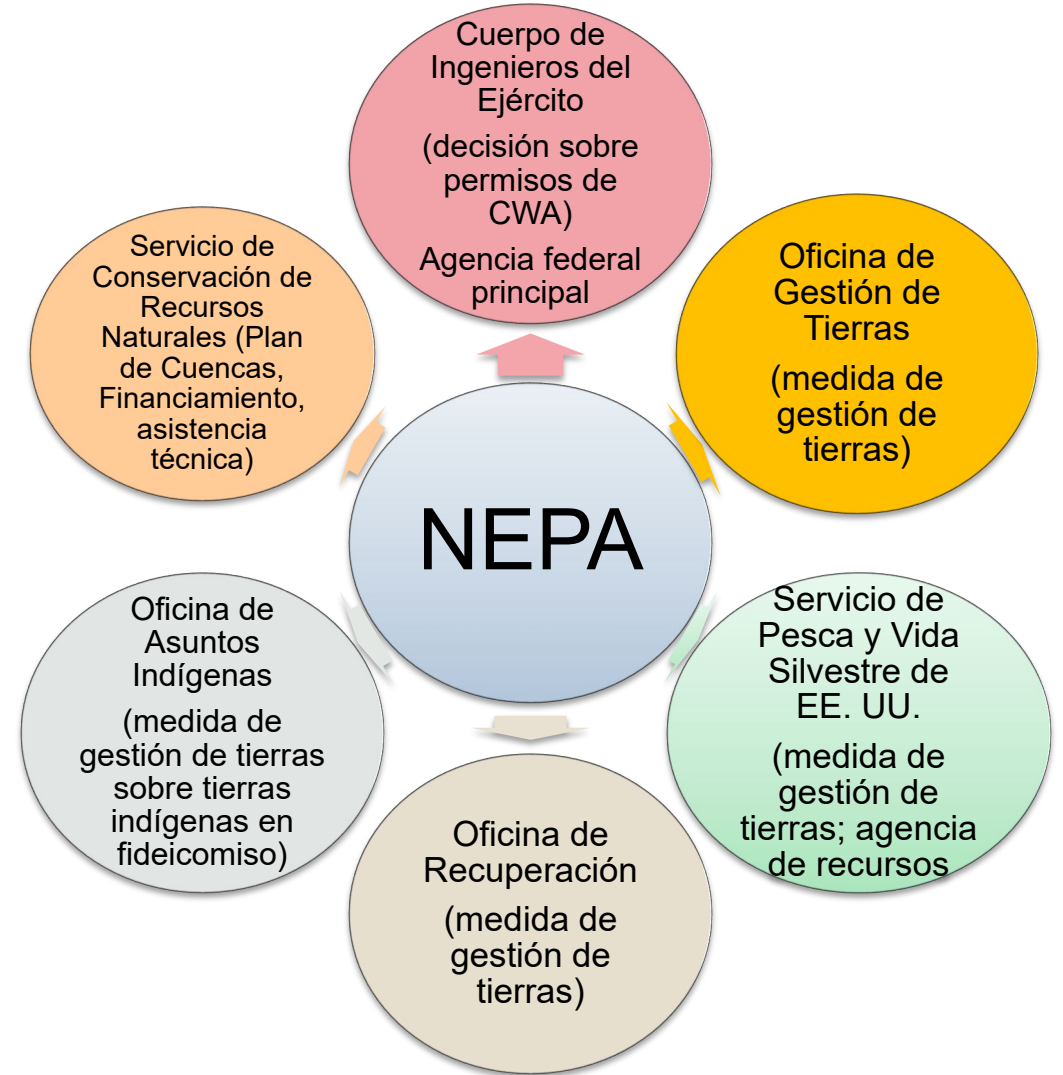 Cuerpo de
Ingenieros del
Ejército
(decisión sobre
permisos de
CWA)
Agencia federal
principal
Oficina de
Gestión de
Tierras
(medida de
gestión de
tierras)
Servicio de
Pesca y Vida
Silvestre de
EE. UU.
(medida de
gestión de
tierras; agencia
de recursos
Oficina de
Recuperación
(medida de
gestión de
tierras)
Oficina de
Asuntos
Indígenas
(medida de
gestión de tierras
sobre tierras
indígenas en
fideicomiso)
Servicio de
Conservación de
Recursos
Naturales (Plan
de Cuencas,
Financiamiento,
asistencia
técnica)
NEPA